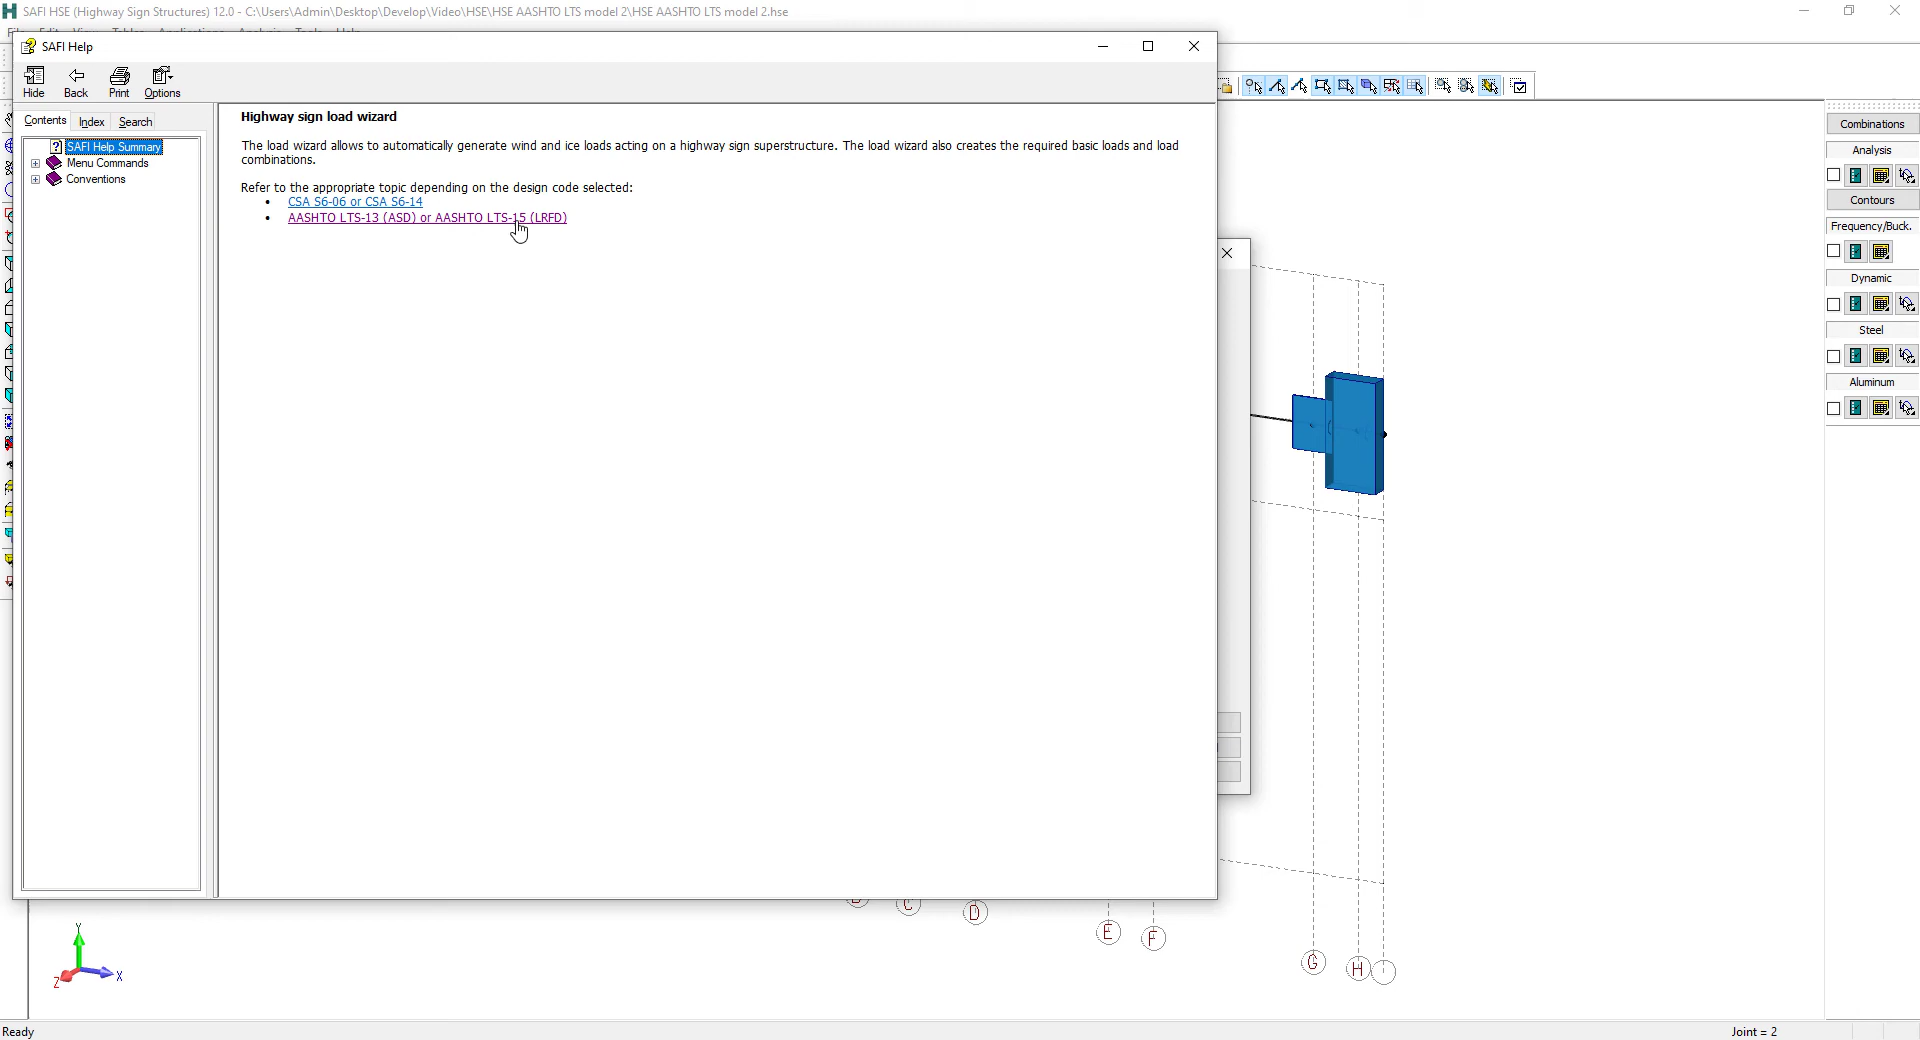 SAFI HSE (Highway Sign Structures) 12.0 - C:\Users\Admin\Desktop\Develop\Video\HSE\HSE AASHTO LTS model 2\HSE AASHTO LTS model 2.hse
SAFI Help
Hide
Back
Print
Options
Contents
Index
Search
SAFI Help Summary
Menu Commands
Conventions
Highway sign load wizard
The load wizard allows to automatically generate wind and ice loads acting on a highway sign superstructure. The load wizard also creates the required basic loads and load
combinations.
Refer to the appropriate topic depending on the design code selected:
• CSA S6-06 or CSA S6-14
• AASHTO LTS-13 (ASD) or AASHTO LTS-15 (LRFD)
Combinations
Analysis
Contours
Frequency/Buck.
Dynamic
Steel
Aluminum
C
D
E
F
G
H
Y
X
Z
Ready
Joint = 2